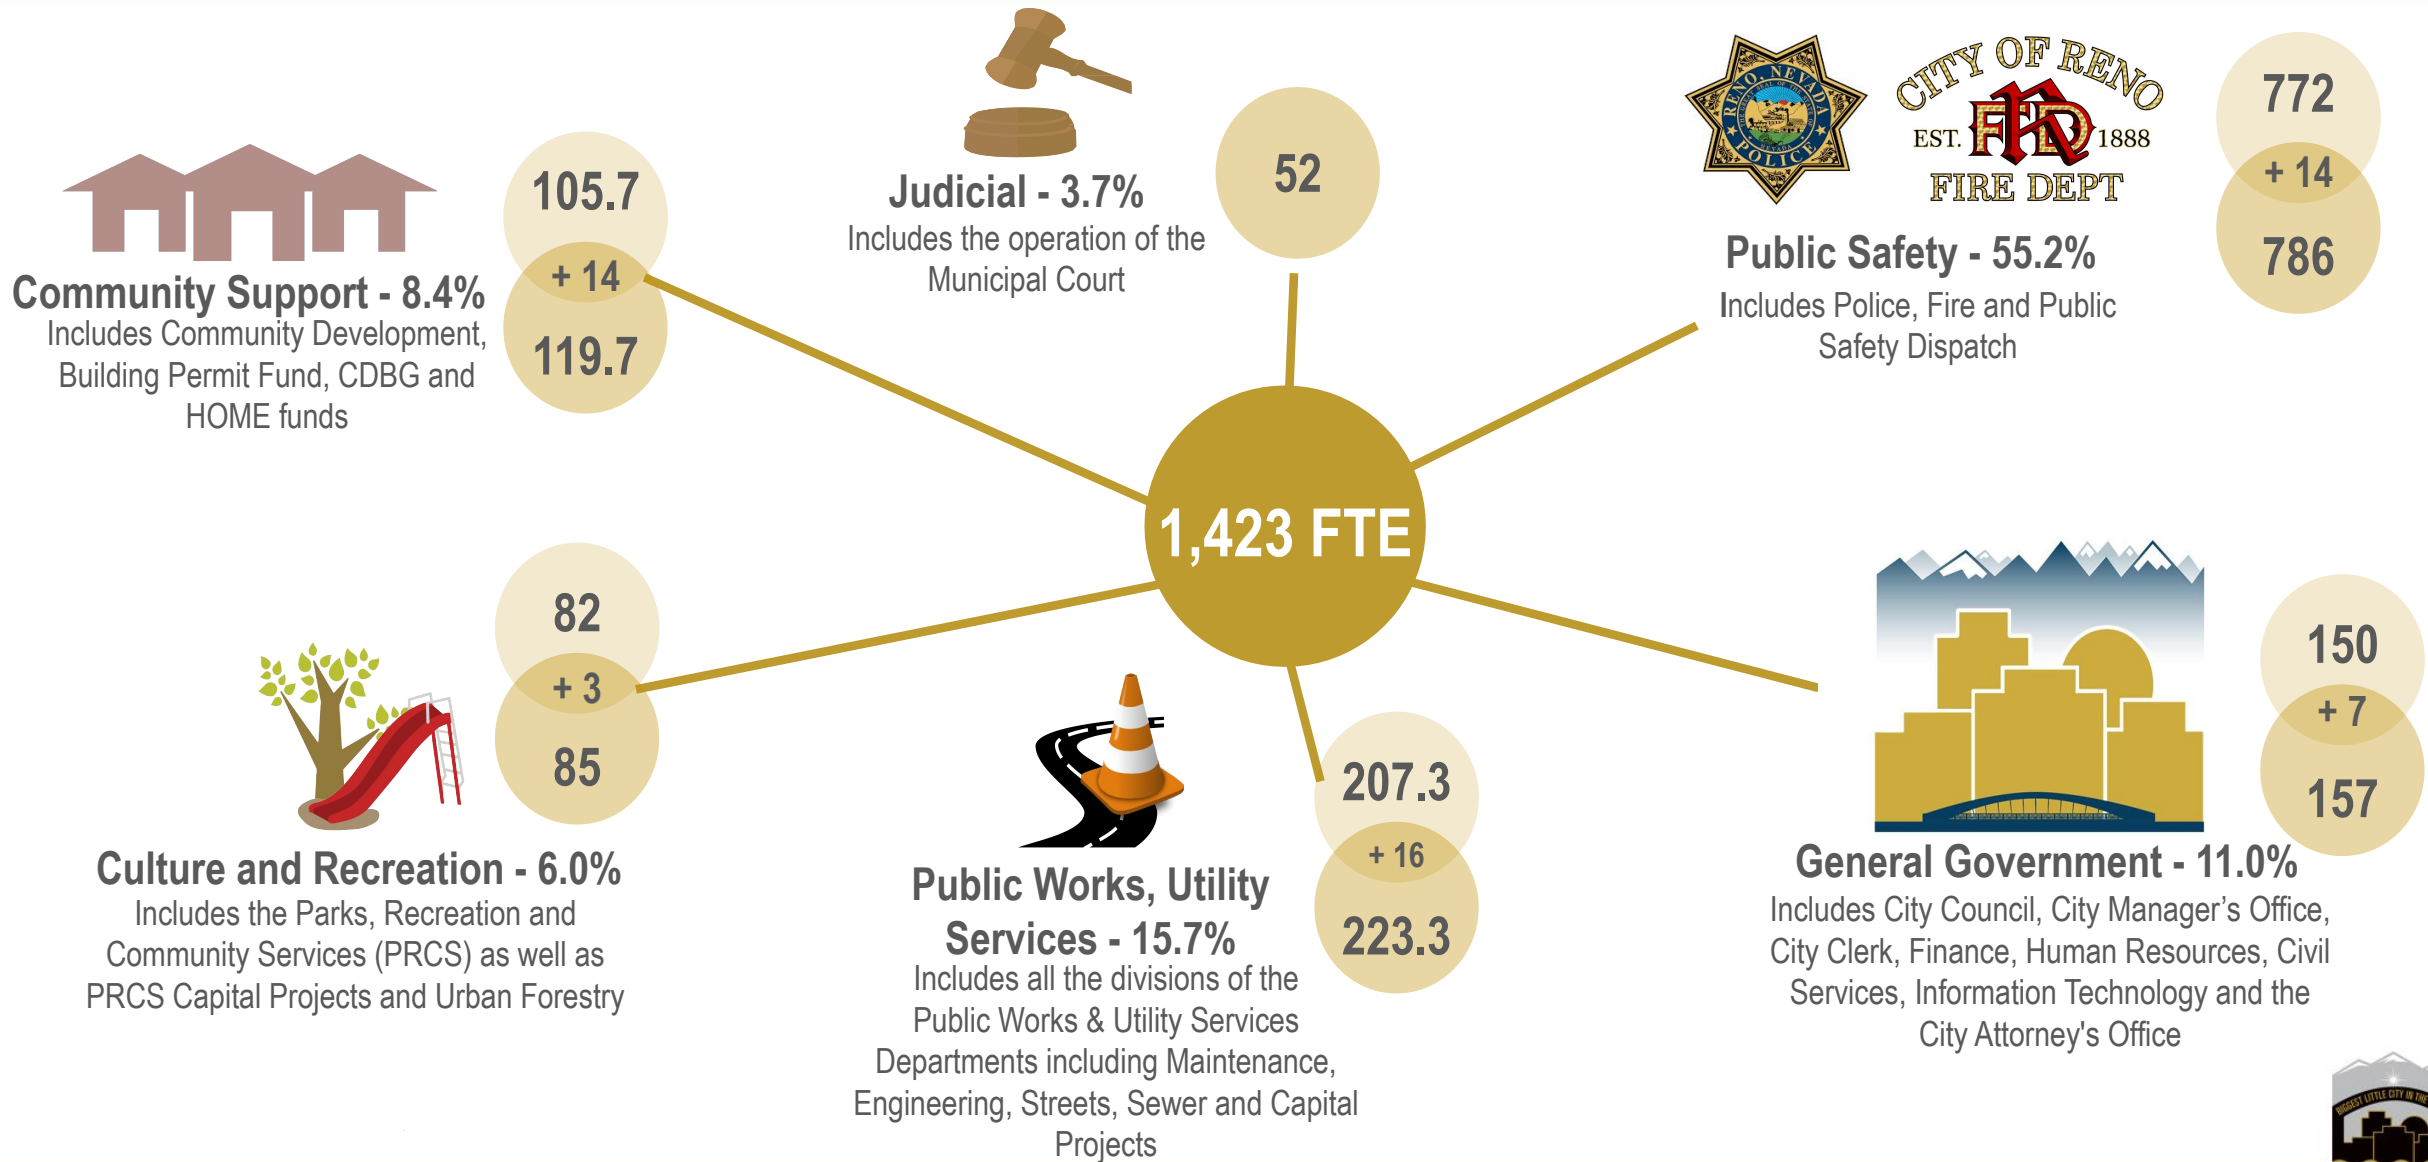 105.7
+ 14
119.7
Community Support - 8.4%
Includes Community Development,
Building Permit Fund, CDBG and
HOME funds
Judicial - 3.7%
Includes the operation of the
Municipal Court
52
RENO, NEVADA
POLICE
CITY OF RENO
EST. RFD 1888
FIRE DEPT
772
+ 14
786
Public Safety - 55.2%
Includes Police, Fire and Public
Safety Dispatch
1,423 FTE
82
+ 3
85
Culture and Recreation - 6.0%
Includes the Parks, Recreation and
Community Services (PRCS) as well as
PRCS Capital Projects and Urban Forestry
207.3
+ 16
223.3
Public Works, Utility
Services - 15.7%
Includes all the divisions of the
Public Works & Utility Services
Departments including Maintenance,
Engineering, Streets, Sewer and Capital
Projects
150
+ 7
157
General Government - 11.0%
Includes City Council, City Manager’s Office,
City Clerk, Finance, Human Resources, Civil
Services, Information Technology and the
City Attorney's Office
BIGGEST LITTLE CITY IN THE